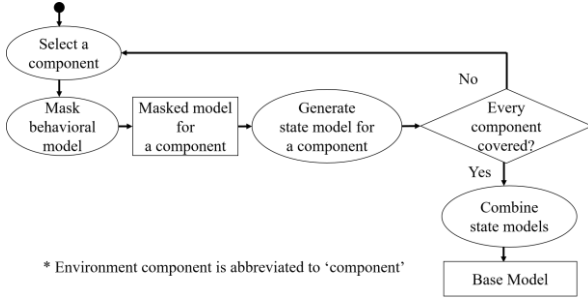 Select a
component
No
Mask
behavioral
model
Masked model
for
a component
Generate
state model for
a component
Every
component
covered?
Yes
Combine
state models
* Environment component is abbreviated to ‘component’
Base Model